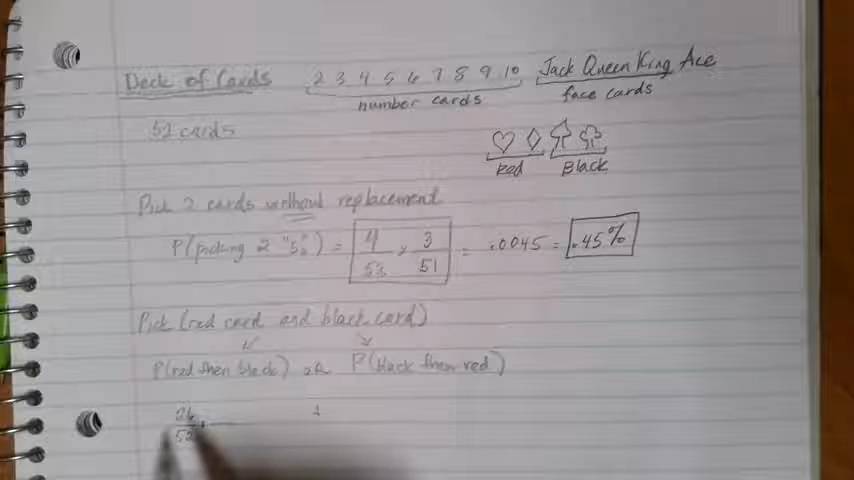 Deck of Cards 2 3 4 5 6 7 8 9 10 Jack Queen King Ace
number cards face cards
52 cards
Red Black
Pick 2 cards without replacement
P(picking 2 "5") = 4/52 × 3/51 = .0045 = .45%
Pick (red card and black card)
P(red then black) or P(black then red)
26/52 · +